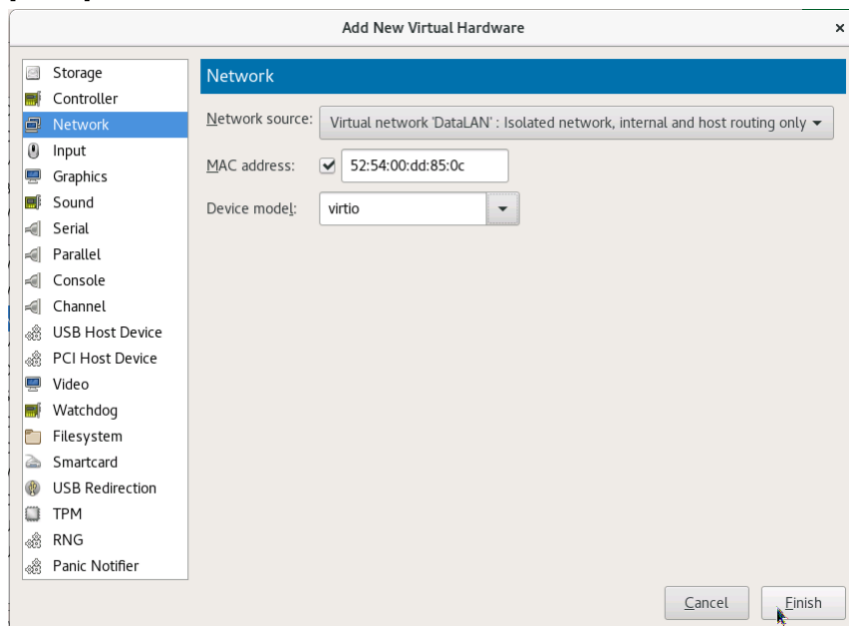 Add New Virtual Hardware
Storage
Controller
Network
Input
Graphics
Sound
Serial
Parallel
Console
Channel
USB Host Device
PCI Host Device
Video
Watchdog
Filesystem
Smartcard
USB Redirection
TPM
RNG
Panic Notifier
Network
Network source: Virtual network 'DataLAN' : Isolated network, internal and host routing only
MAC address: 52:54:00:dd:85:0c
Device model: virtio
Cancel Finish